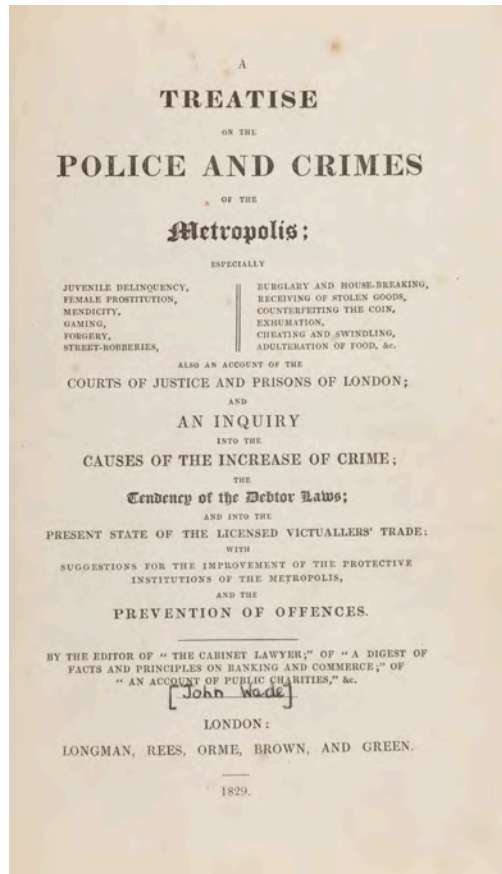 A
TREATISE
ON THE
POLICE AND CRIMES
OF THE
Metropolis;
ESPECIALLY
JUVENILE DELINQUENCY,
FEMALE PROSTITUTION,
MENDICITY,
GAMING,
FORGERY,
STREET-ROBBERIES,
BURGLARY AND HOUSE-BREAKING,
RECEIVING OF STOLEN GOODS,
COUNTERFEITING THE COIN,
EXHUMATION,
CHEATING AND SWINDLING,
ADULTERATION OF FOOD, &c.
ALSO AN ACCOUNT OF THE
COURTS OF JUSTICE AND PRISONS OF LONDON;
AND
AN INQUIRY
INTO THE
CAUSES OF THE INCREASE OF CRIME;
THE
Tendency of the Debtor Laws;
AND INTO THE
PRESENT STATE OF THE LICENSED VICTUALLERS' TRADE:
WITH
SUGGESTIONS FOR THE IMPROVEMENT OF THE PROTECTIVE
INSTITUTIONS OF THE METROPOLIS,
AND THE
PREVENTION OF OFFENCES.
BY THE EDITOR OF "THE CABINET LAWYER;" OF "A DIGEST OF
FACTS AND PRINCIPLES ON BANKING AND COMMERCE;" OF
"AN ACCOUNT OF PUBLIC CHARITIES," &c.
[John Wade]
LONDON:
LONGMAN, REES, ORME, BROWN, AND GREEN.
1829.